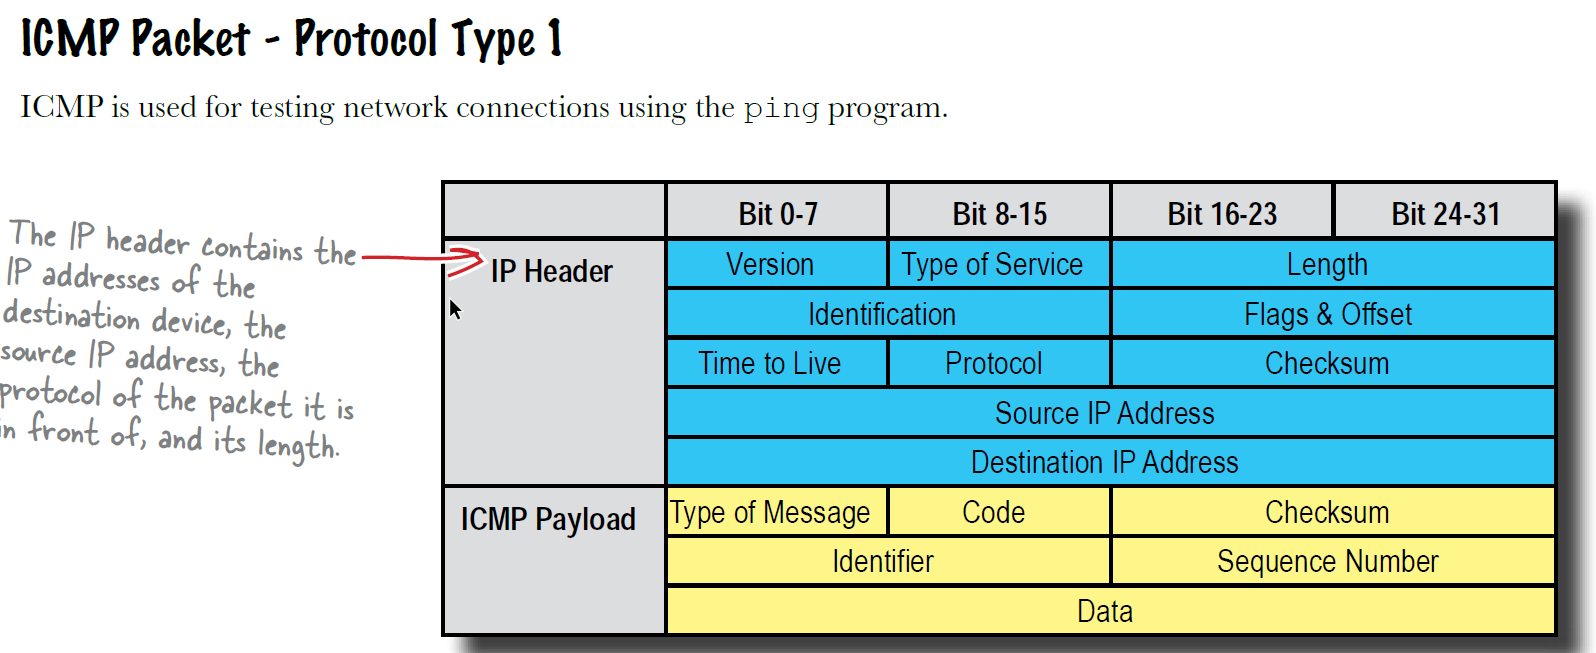 ICMP Packet - Protocol Type 1
ICMP is used for testing network connections using the ping program.
The IP header contains the
IP addresses of the
destination device, the
source IP address, the
protocol of the packet it is
in front of, and its length.
Bit 0-7 Bit 8-15 Bit 16-23 Bit 24-31
IP Header Version Type of Service Length
Identification Flags & Offset
Time to Live Protocol Checksum
Source IP Address
Destination IP Address
ICMP Payload Type of Message Code Checksum
Identifier Sequence Number
Data